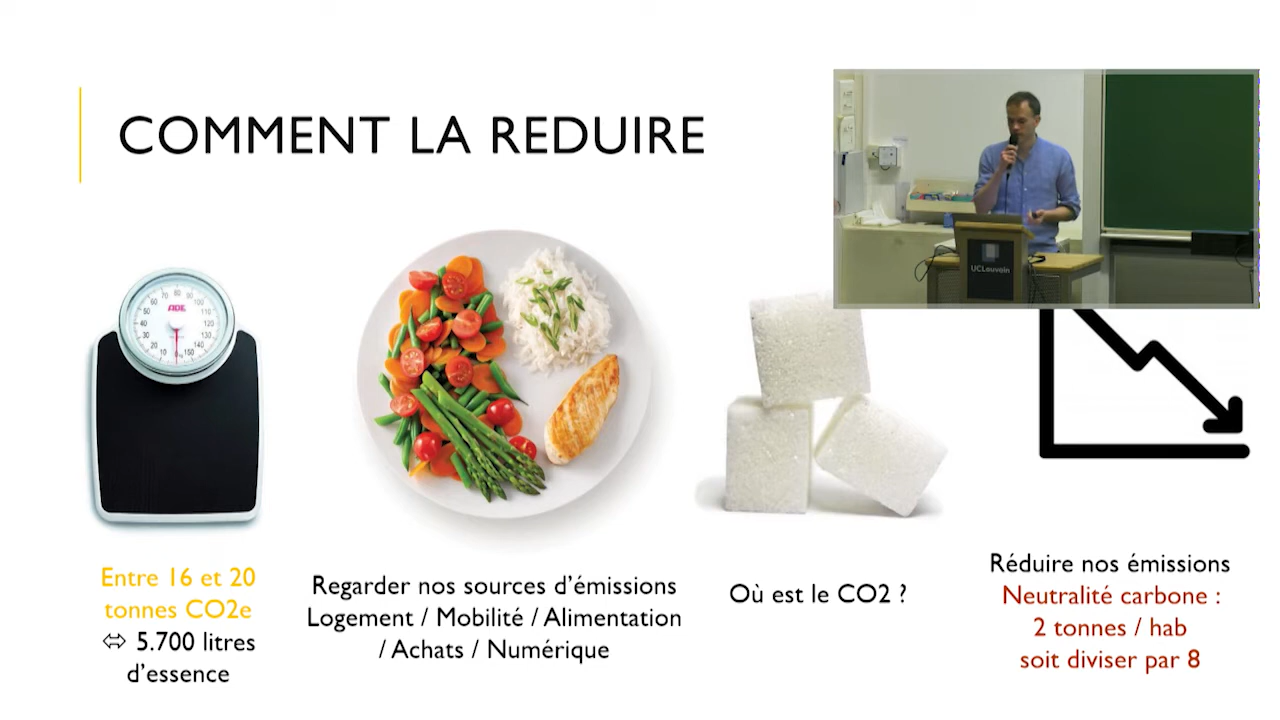 COMMENT LA REDUIRE
UCLouvain
ADE
Entre 16 et 20
tonnes CO2e
⇔ 5.700 litres
d'essence
Regarder nos sources d'émissions
Logement / Mobilité / Alimentation
/ Achats / Numérique
Où est le CO2 ?
Réduire nos émissions
Neutralité carbone :
2 tonnes / hab
soit diviser par 8